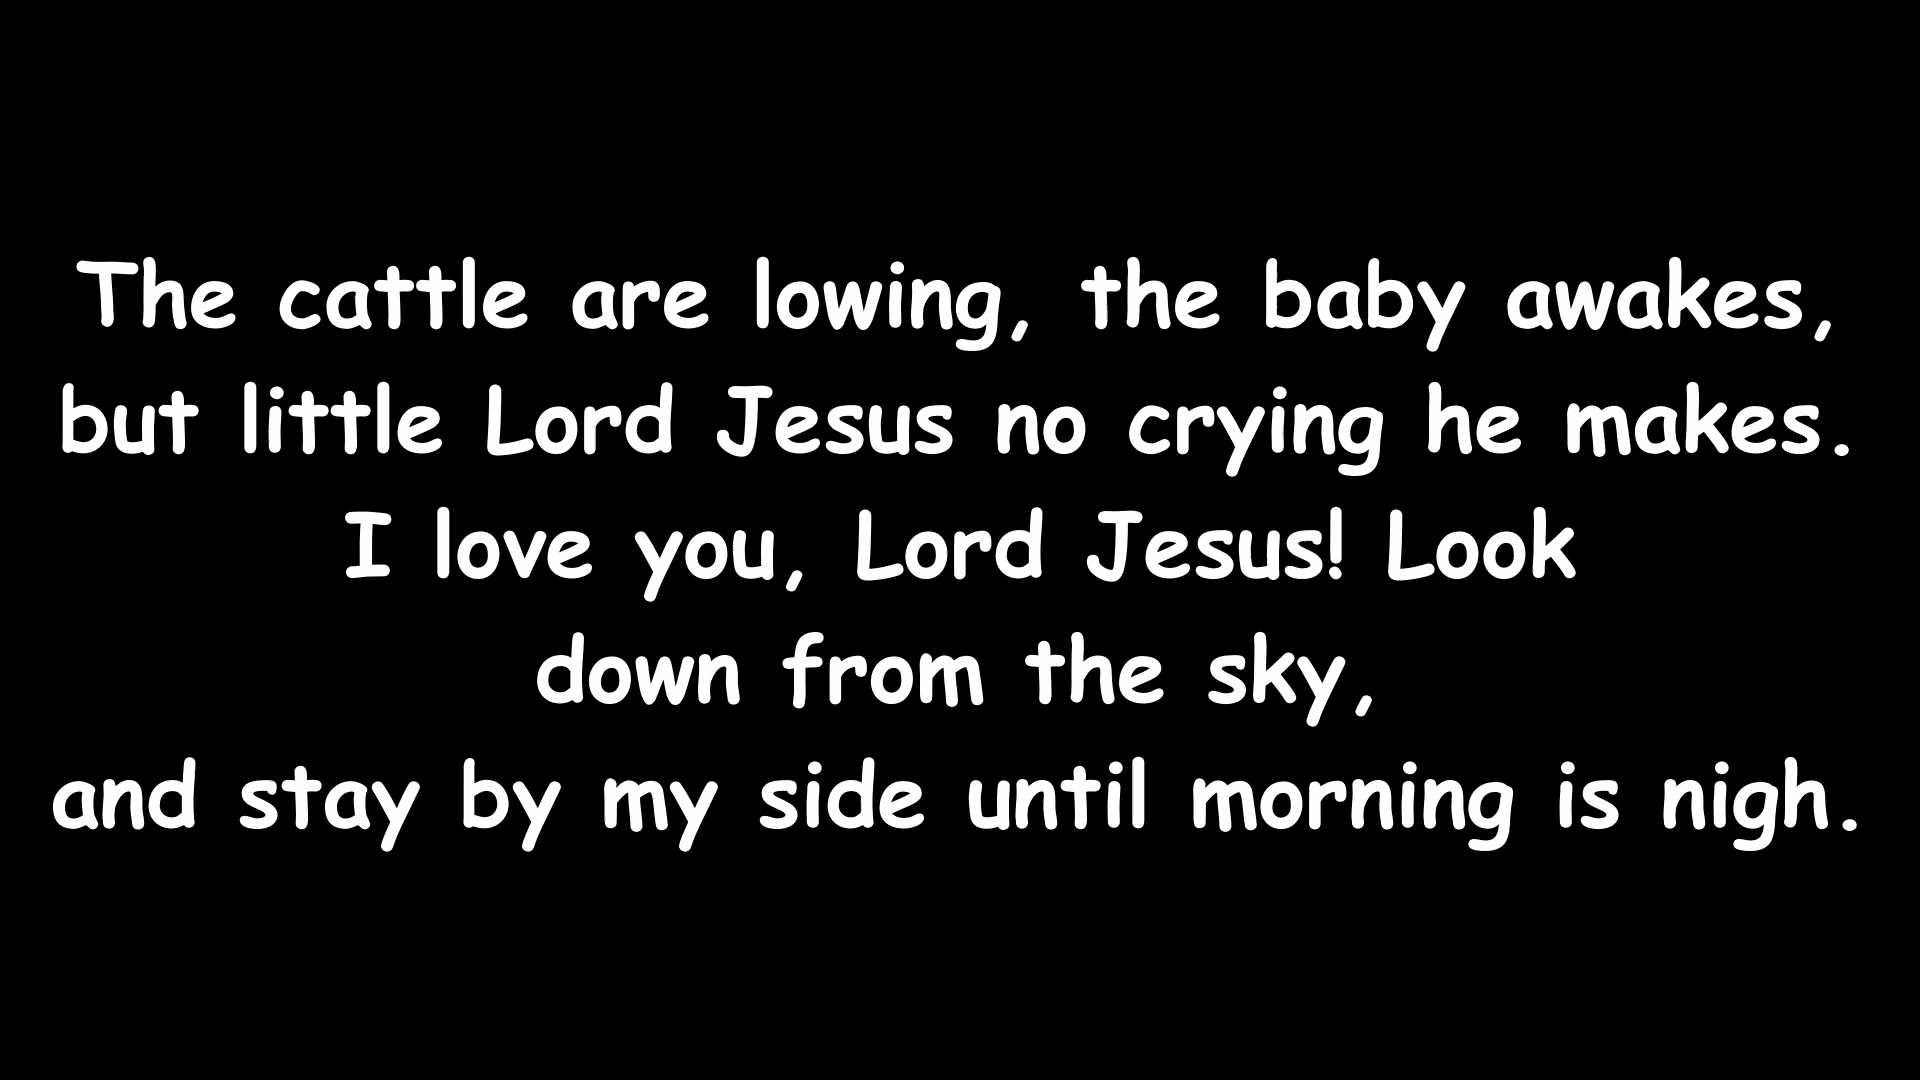 The cattle are lowing, the baby awakes,
but little Lord Jesus no crying he makes.
I love you, Lord Jesus! Look
down from the sky,
and stay by my side until morning is nigh.